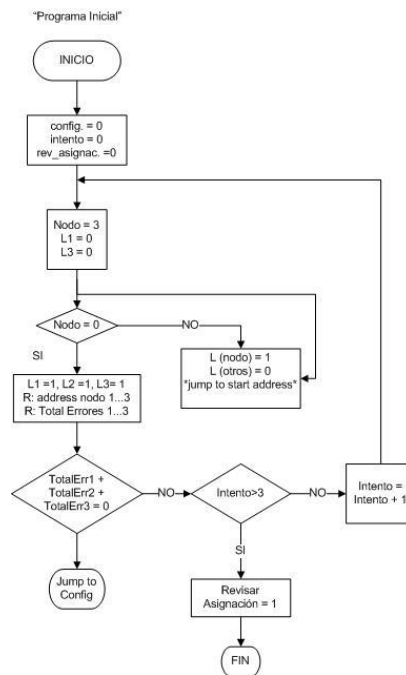 “Programa Inicial”
INICIO
config. = 0
intento = 0
rev_asignac. =0
Nodo = 3
L1 = 0
L3 = 0
Nodo = 0
NO
SI
L (nodo) = 1
L (otros) = 0
*jump to start address*
L1 =1, L2 =1, L3= 1
R: address nodo 1...3
R: Total Errores 1...3
TotalErr1 +
TotalErr2 +
TotalErr3 = 0
NO
Intento>3
NO
Intento =
Intento + 1
SI
Jump to
Config
Revisar
Asignación = 1
FIN